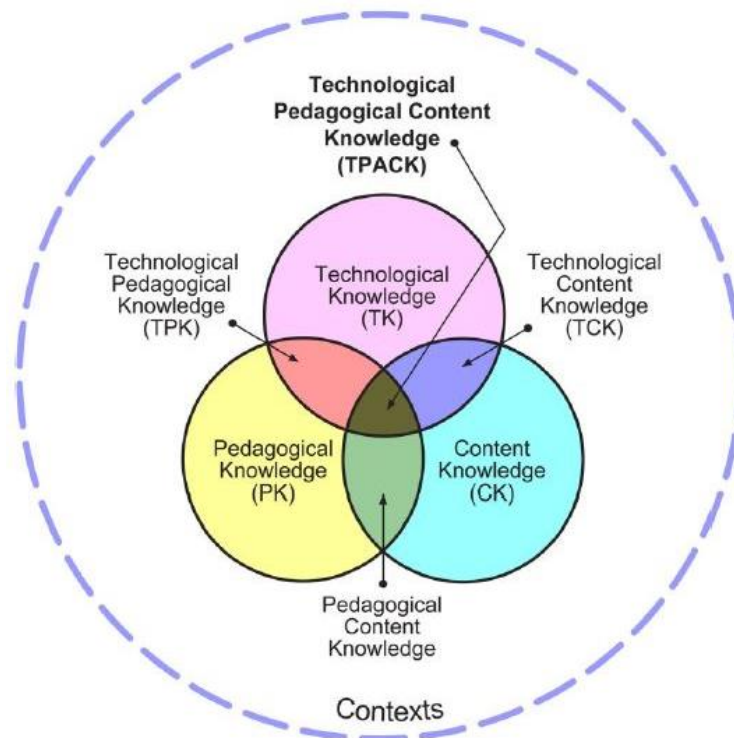 Technological
Pedagogical Content
Knowledge
(TPACK)
Technological
Pedagogical
Knowledge
(TPK)
Technological
Knowledge
(TK)
Technological
Content
Knowledge
(TCK)
Pedagogical
Knowledge
(PK)
Content
Knowledge
(CK)
Pedagogical
Content
Knowledge
Contexts